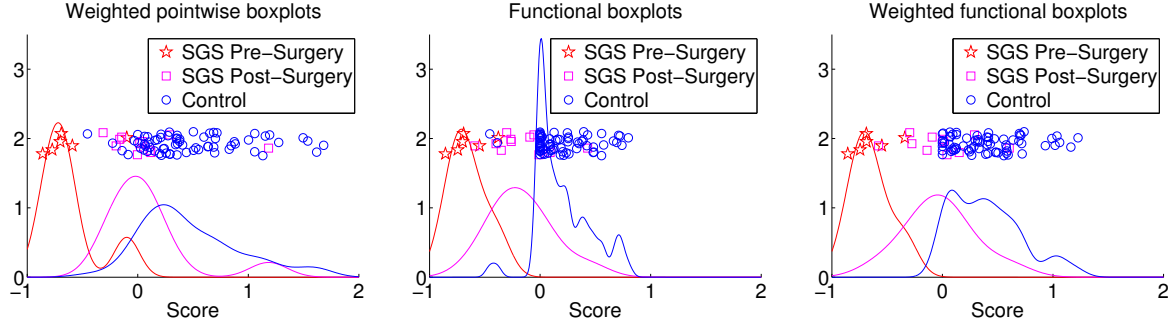 Weighted pointwise boxplots
SGS Pre−Surgery
SGS Post−Surgery
Control
3
2
1
0
−1 0 1 2
Score
Functional boxplots
SGS Pre−Surgery
SGS Post−Surgery
Control
3
2
1
0
−1 0 1 2
Score
Weighted functional boxplots
SGS Pre−Surgery
SGS Post−Surgery
Control
3
2
1
0
−1 0 1 2
Score